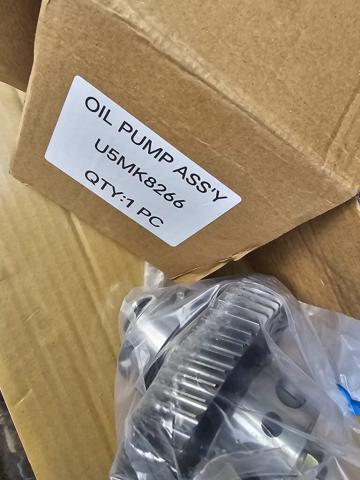 OIL PUMP ASS'Y
U5MK8266
QTY:1 PC